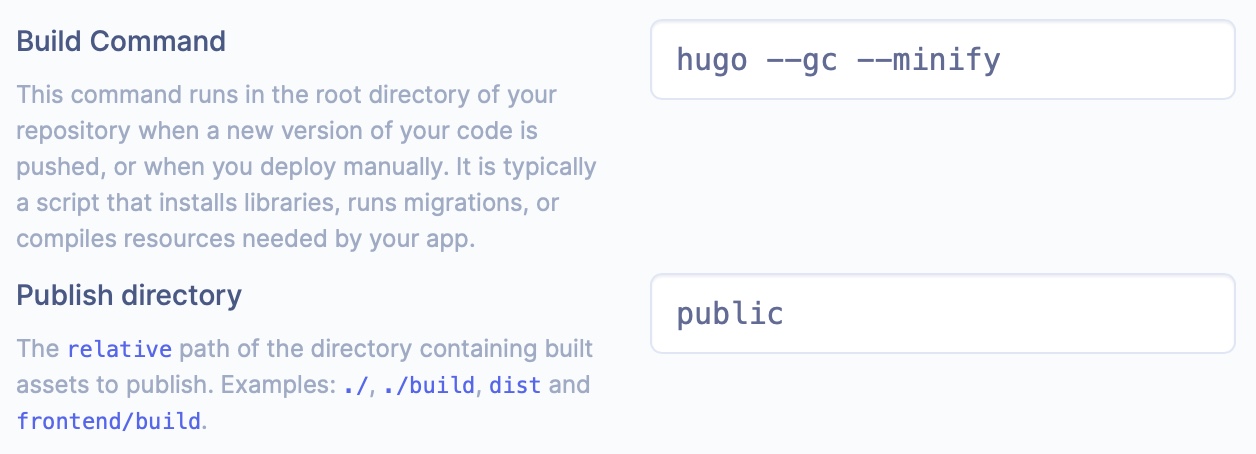 Build Command
hugo --gc --minify
This command runs in the root directory of your
repository when a new version of your code is
pushed, or when you deploy manually. It is typically
a script that installs libraries, runs migrations, or
compiles resources needed by your app.
Publish directory
public
The relative path of the directory containing built
assets to publish. Examples: ./, ./build, dist and
frontend/build.